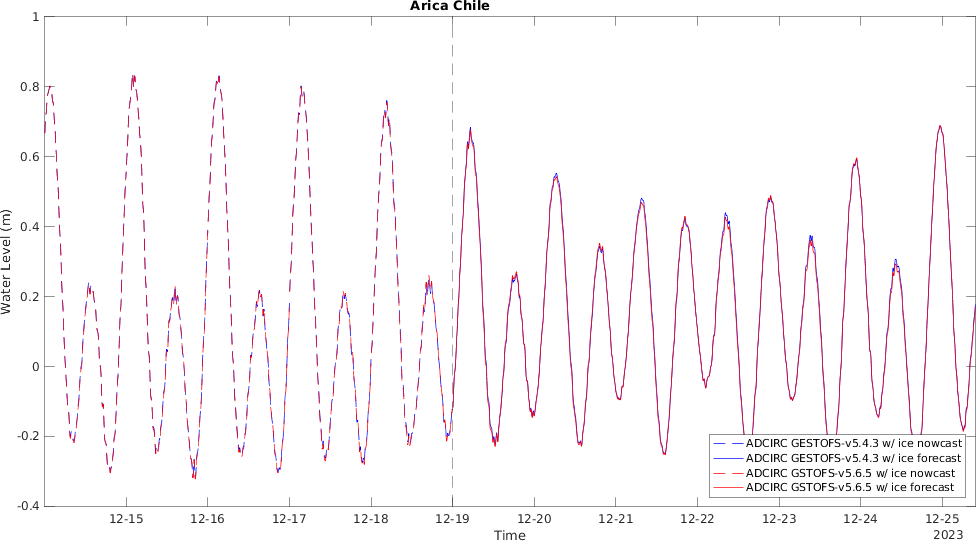 Arica Chile
1
0.8
0.6
0.4
0.2
0
-0.2
-0.4
Water Level (m)
ADCIRC GESTOFS-v5.4.3 w/ ice nowcast
ADCIRC GESTOFS-v5.4.3 w/ ice forecast
ADCIRC GSTOFS-v5.6.5 w/ ice nowcast
ADCIRC GSTOFS-v5.6.5 w/ ice forecast
12-15 12-16 12-17 12-18 12-19 12-20 12-21 12-22 12-23 12-24 12-25
Time 2023